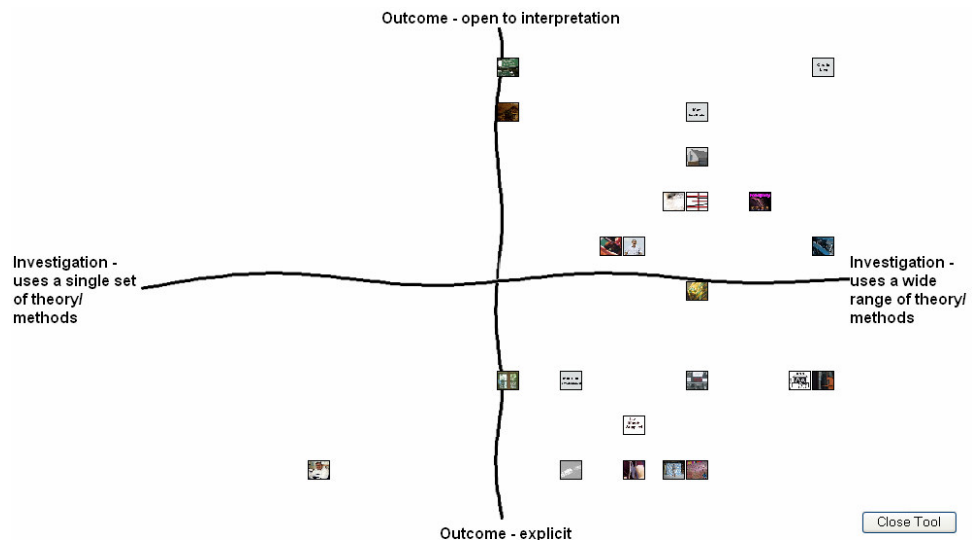 Outcome - open to interpretation
Investigation -
uses a single set
of theory/
methods
Investigation -
uses a wide
range of theory/
methods
Outcome - explicit
Close Tool